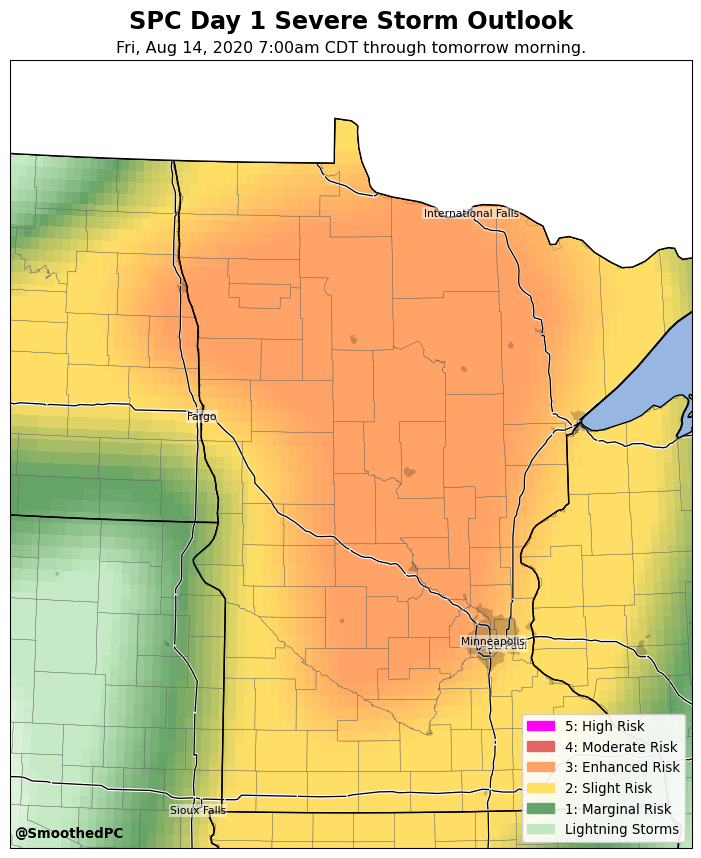 SPC Day 1 Severe Storm Outlook
Fri, Aug 14, 2020 7:00am CDT through tomorrow morning.
International Falls
Fargo
Minneapolis
St. Paul
Sioux Falls
5: High Risk
4: Moderate Risk
3: Enhanced Risk
2: Slight Risk
1: Marginal Risk
Lightning Storms
@SmoothedPC